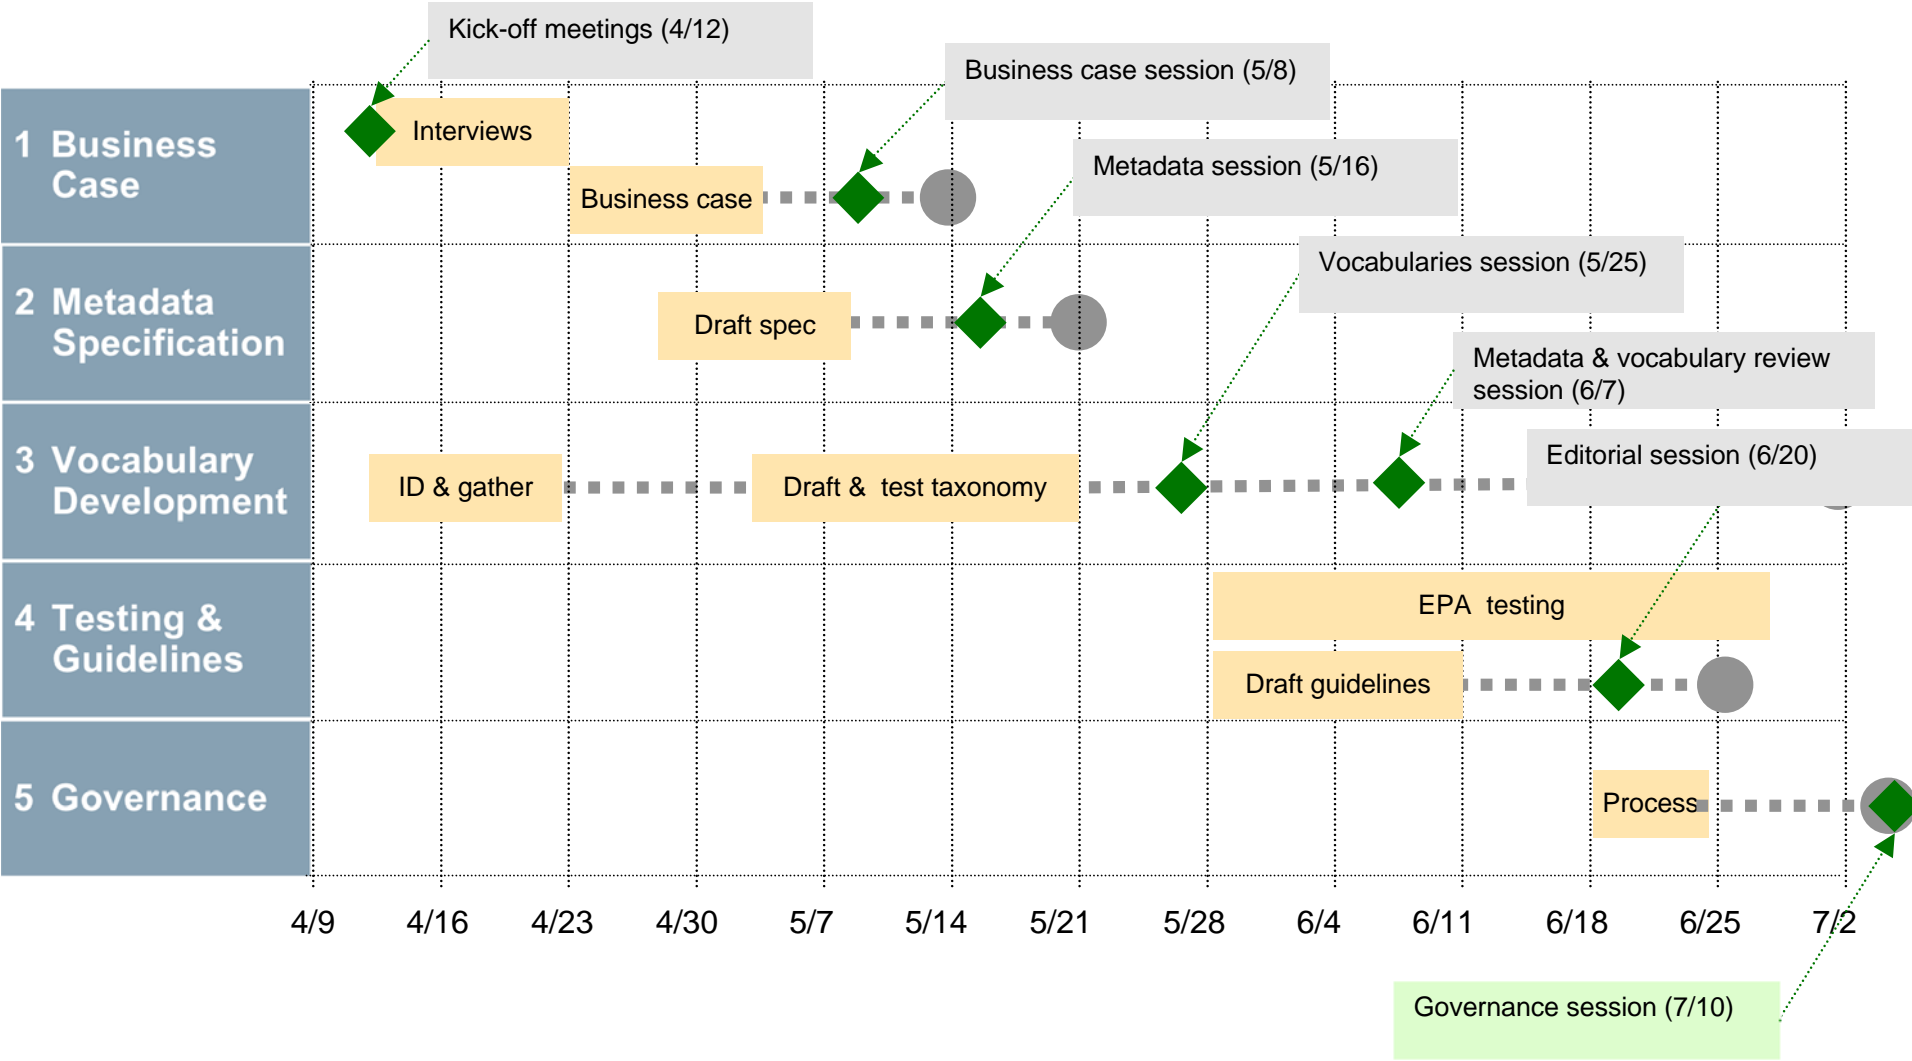 Kick-off meetings (4/12)
Business case session (5/8)
1 Business
Case
Interviews
Business case
Metadata session (5/16)
2 Metadata
Specification
Draft spec
Vocabularies session (5/25)
Metadata & vocabulary review
session (6/7)
3 Vocabulary
Development
ID & gather
Draft & test taxonomy
Editorial session (6/20)
4 Testing &
Guidelines
EPA testing
Draft guidelines
5 Governance
Process
4/9 4/16 4/23 4/30 5/7 5/14 5/21 5/28 6/4 6/11 6/18 6/25 7/2
Governance session (7/10)